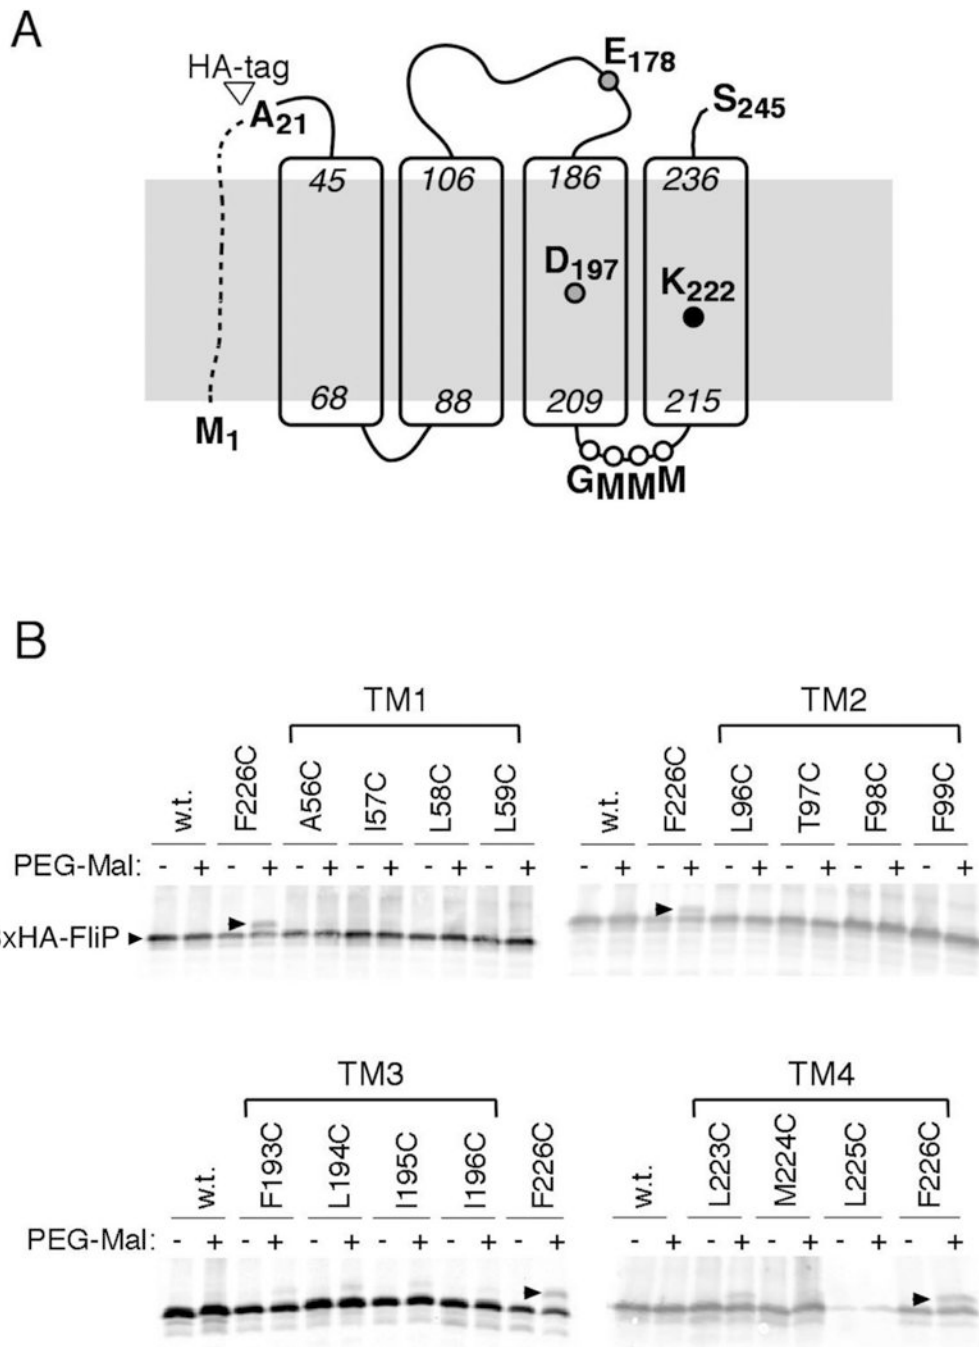 A
HA-tag
A21
E178
S245
45 106 186 236
D197
K222
68 88 209 215
M1
GMMM
B
TM1 TM2
w.t. F226C A56C I57C L58C L59C w.t. F226C L96C T97C F98C F99C
PEG-Mal: - + - + - + - + - + - + - + - + - + - + - + - +
xHA-FliP
TM3 TM4
w.t. F193C L194C I195C I196C F226C w.t. L223C M224C L225C F226C
PEG-Mal: - + - + - + - + - + - + - + - + - + - + - +